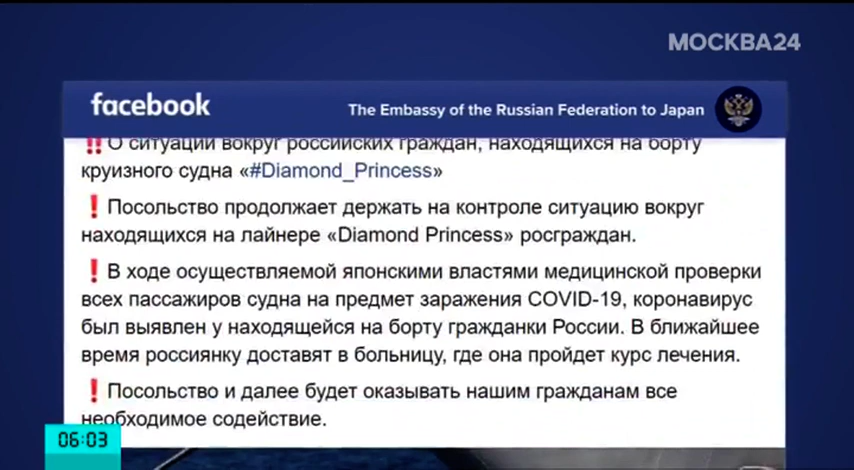 МОСКВА24
facebook
The Embassy of the Russian Federation to Japan
‼️О ситуации вокруг российских граждан, находящихся на борту
круизного судна «#Diamond_Princess»
❗Посольство продолжает держать на контроле ситуацию вокруг
находящихся на лайнере «Diamond Princess» росграждан.
❗В ходе осуществляемой японскими властями медицинской проверки
всех пассажиров судна на предмет заражения COVID-19, коронавирус
был выявлен у находящейся на борту гражданки России. В ближайшее
время россиянку доставят в больницу, где она пройдет курс лечения.
❗Посольство и далее будет оказывать нашим гражданам все
необходимое содействие.
06:03